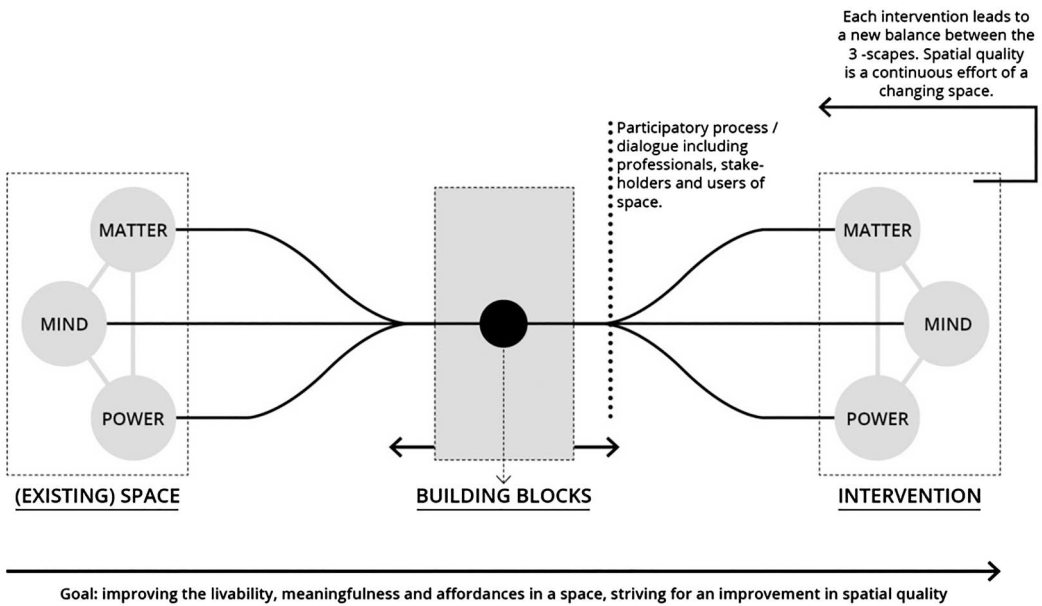 Each intervention leads to
a new balance between the
3 -scapes. Spatial quality
is a continuous effort of a
changing space.
Participatory process /
dialogue including
professionals, stake-
holders and users of
space.
MATTER
MIND
POWER
MATTER
MIND
POWER
(EXISTING) SPACE
BUILDING BLOCKS
INTERVENTION
Goal: improving the livability, meaningfulness and affordances in a space, striving for an improvement in spatial quality